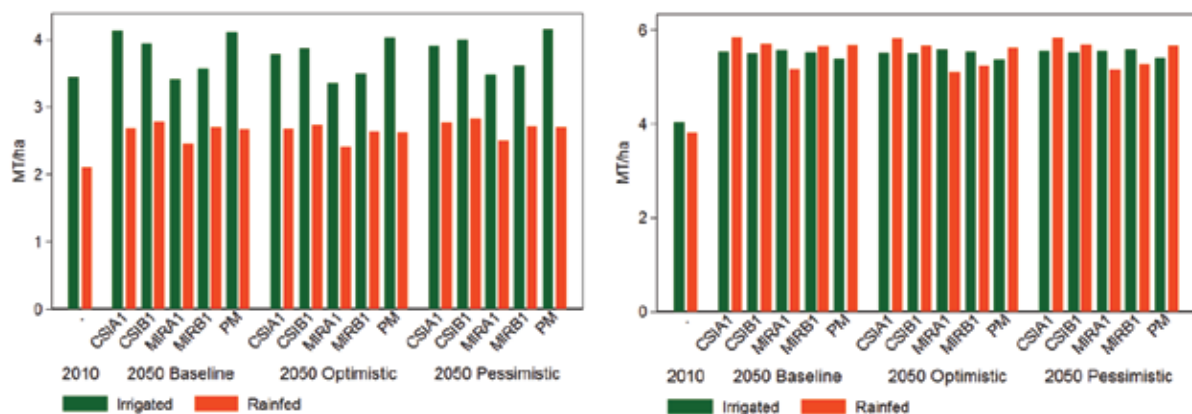 4
3
2
1
0
MT/ha
- CSIA1 CSIB1 MIRA1 MIRB1 PM CSIA1 CSIB1 MIRA1 MIRB1 PM CSIA1 CSIB1 MIRA1 MIRB1 PM
2010 2050 Baseline 2050 Optimistic 2050 Pessimistic
Irrigated Rainfed
6
4
2
0
MT/ha
- CSIA1 CSIB1 MIRA1 MIRB1 PM CSIA1 CSIB1 MIRA1 MIRB1 PM CSIA1 CSIB1 MIRA1 MIRB1 PM
2010 2050 Baseline 2050 Optimistic 2050 Pessimistic
Irrigated Rainfed